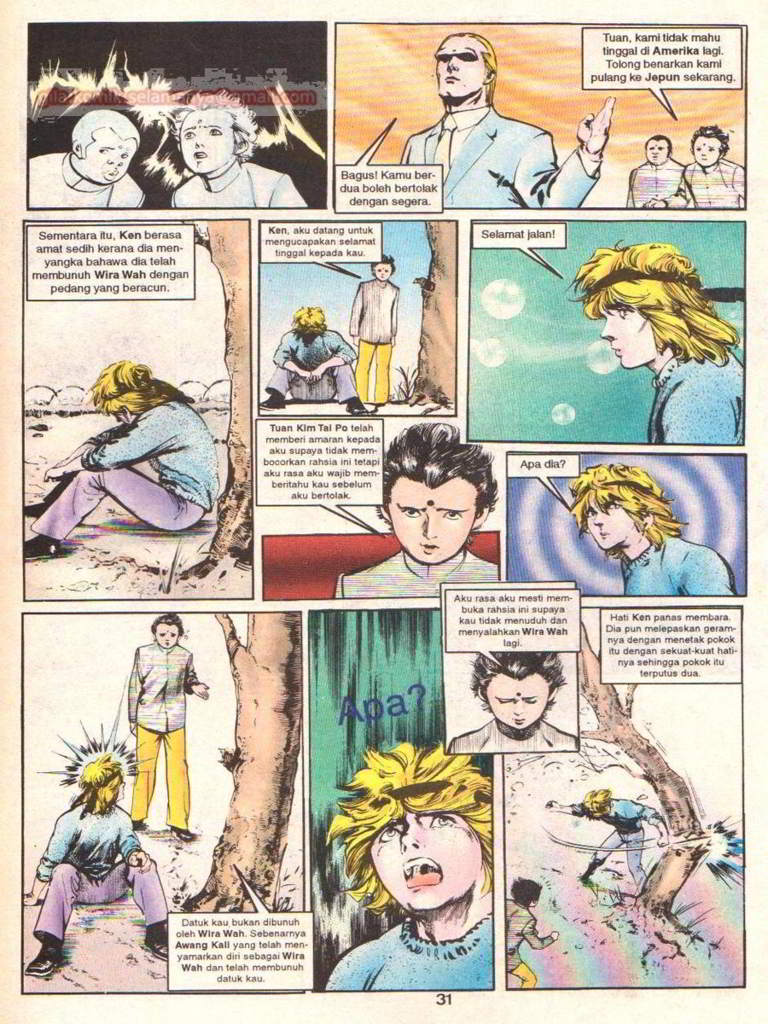 Tuan, kami tidak mahu
tinggal di Amerika lagi.
Tolong benarkan kami
pulang ke Jepun sekarang.
Bagus! Kamu ber-
dua boleh bertolak
dengan segera.
Sementara itu, Ken berasa
amat sedih kerana dia men-
yangka bahawa dia telah
membunuh Wira Wah dengan
pedang yang beracun.
Ken, aku datang untuk
mengucapakan selamat
tinggal kepada kau.
Selamat jalan!
Tuan Kim Tai Po telah
memberi amaran kepada
aku supaya tidak mem-
bocorkan rahsia ini tetapi
aku rasa aku wajib mem-
beritahu kau sebelum
aku bertolak.
Apa dia?
Datuk kau bukan dibunuh
oleh Wira Wah. Sebenarnya
Awang Kali yang telah men-
yamarkan diri sebagai Wira
Wah dan telah membunuh
datuk kau.
Apa?
Aku rasa aku mesti mem-
buka rahsia ini supaya
kau tidak menuduh dan
menyalahkan Wira Wah
lagi.
Hati Ken panas membara.
Dia pun melepaskan geram-
nya dengan menetak pokok
itu dengan sekuat-kuat hati-
nya sehingga pokok itu
terputus dua.
31